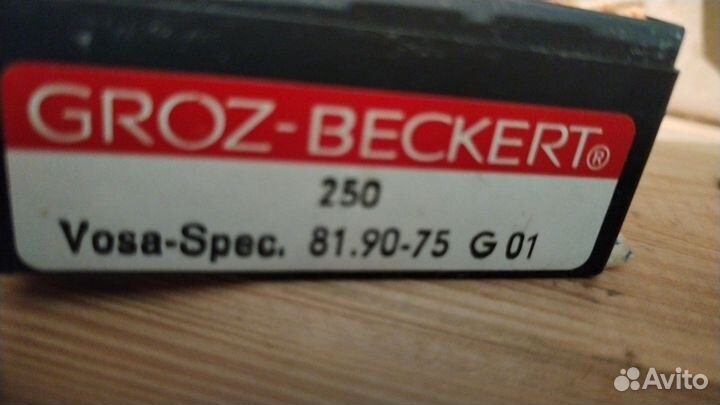 GROZ-BECKERT®
250
Vosa-Spec. 81.90-75 G 01
Avito